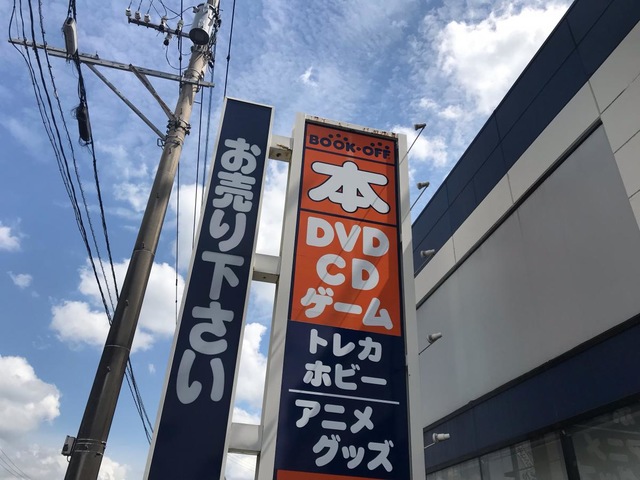 お売り下さい
BOOK・OFF
本
DVD
CD
ゲーム
トレカ
ホビー
アニメ
グッズ